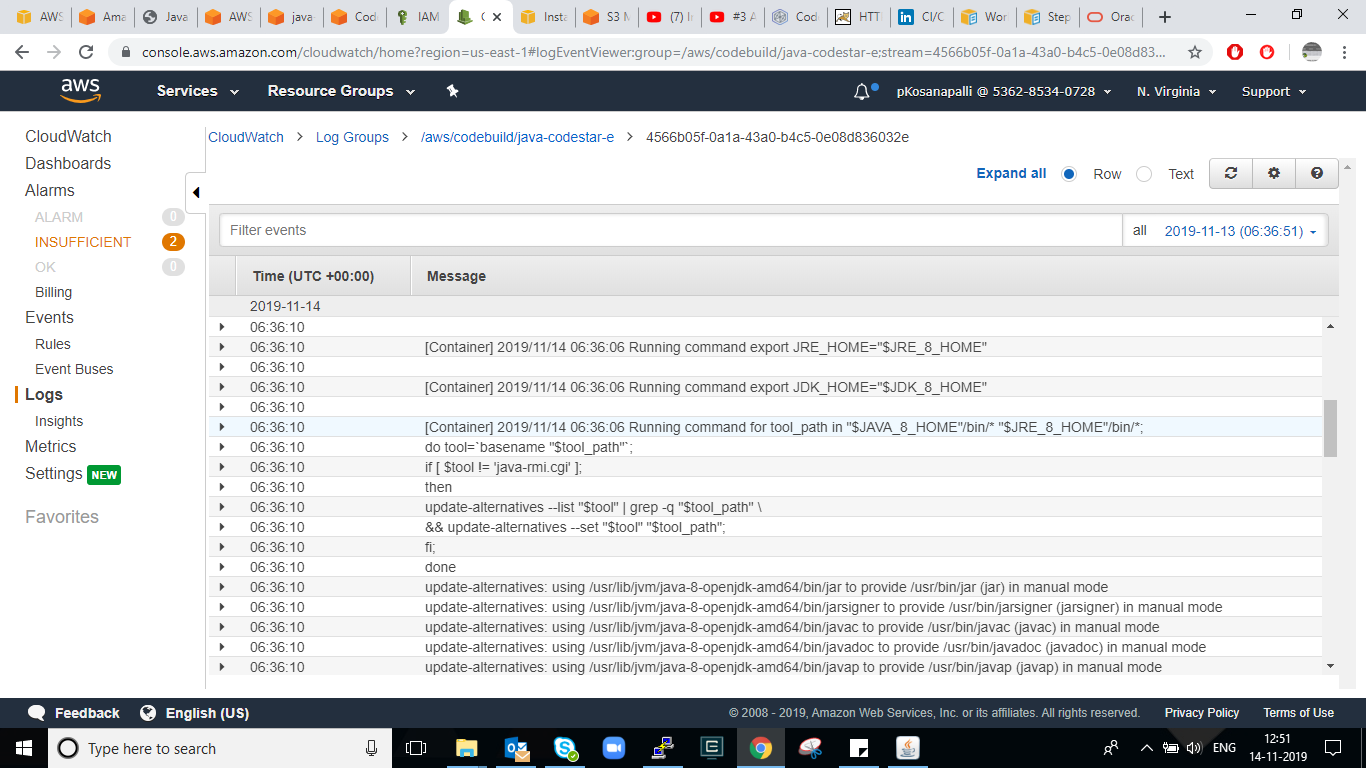 AWS
Ama
Java
AWS
java-
Cod
IAM
C
Inst
S3 M
(7) I
#3 A
Cod
HTTI
CI/C
Wor
Step
Orac
console.aws.amazon.com/cloudwatch/home?region=us-east-1#logEventViewer:group=/aws/codebuild/java-codestar-e;stream=4566b05f-0a1a-43a0-b4c5-0e08d83...
aws
Services
Resource Groups
pKosanapalli @ 5362-8534-0728
N. Virginia
Support
CloudWatch
Dashboards
Alarms
ALARM 0
INSUFFICIENT 2
OK 0
Billing
Events
Rules
Event Buses
Logs
Insights
Metrics
Settings NEW
Favorites
CloudWatch > Log Groups > /aws/codebuild/java-codestar-e > 4566b05f-0a1a-43a0-b4c5-0e08d836032e
Expand all Row Text
Filter events
all 2019-11-13 (06:36:51)
Time (UTC +00:00) Message
2019-11-14
06:36:10
06:36:10 [Container] 2019/11/14 06:36:06 Running command export JRE_HOME="$JRE_8_HOME"
06:36:10
06:36:10 [Container] 2019/11/14 06:36:06 Running command export JDK_HOME="$JDK_8_HOME"
06:36:10
06:36:10 [Container] 2019/11/14 06:36:06 Running command for tool_path in "$JAVA_8_HOME"/bin/* "$JRE_8_HOME"/bin/*;
06:36:10 do tool=`basename "$tool_path"`;
06:36:10 if [ $tool != 'java-rmi.cgi' ];
06:36:10 then
06:36:10 update-alternatives --list "$tool" | grep -q "$tool_path" \
06:36:10 && update-alternatives --set "$tool" "$tool_path";
06:36:10 fi;
06:36:10 done
06:36:10 update-alternatives: using /usr/lib/jvm/java-8-openjdk-amd64/bin/jar to provide /usr/bin/jar (jar) in manual mode
06:36:10 update-alternatives: using /usr/lib/jvm/java-8-openjdk-amd64/bin/jarsigner to provide /usr/bin/jarsigner (jarsigner) in manual mode
06:36:10 update-alternatives: using /usr/lib/jvm/java-8-openjdk-amd64/bin/javac to provide /usr/bin/javac (javac) in manual mode
06:36:10 update-alternatives: using /usr/lib/jvm/java-8-openjdk-amd64/bin/javadoc to provide /usr/bin/javadoc (javadoc) in manual mode
06:36:10 update-alternatives: using /usr/lib/jvm/java-8-openjdk-amd64/bin/javap to provide /usr/bin/javap (javap) in manual mode
Feedback
English (US)
© 2008 - 2019, Amazon Web Services, Inc. or its affiliates. All rights reserved.
Privacy Policy
Terms of Use
Type here to search
ENG
12:51
14-11-2019